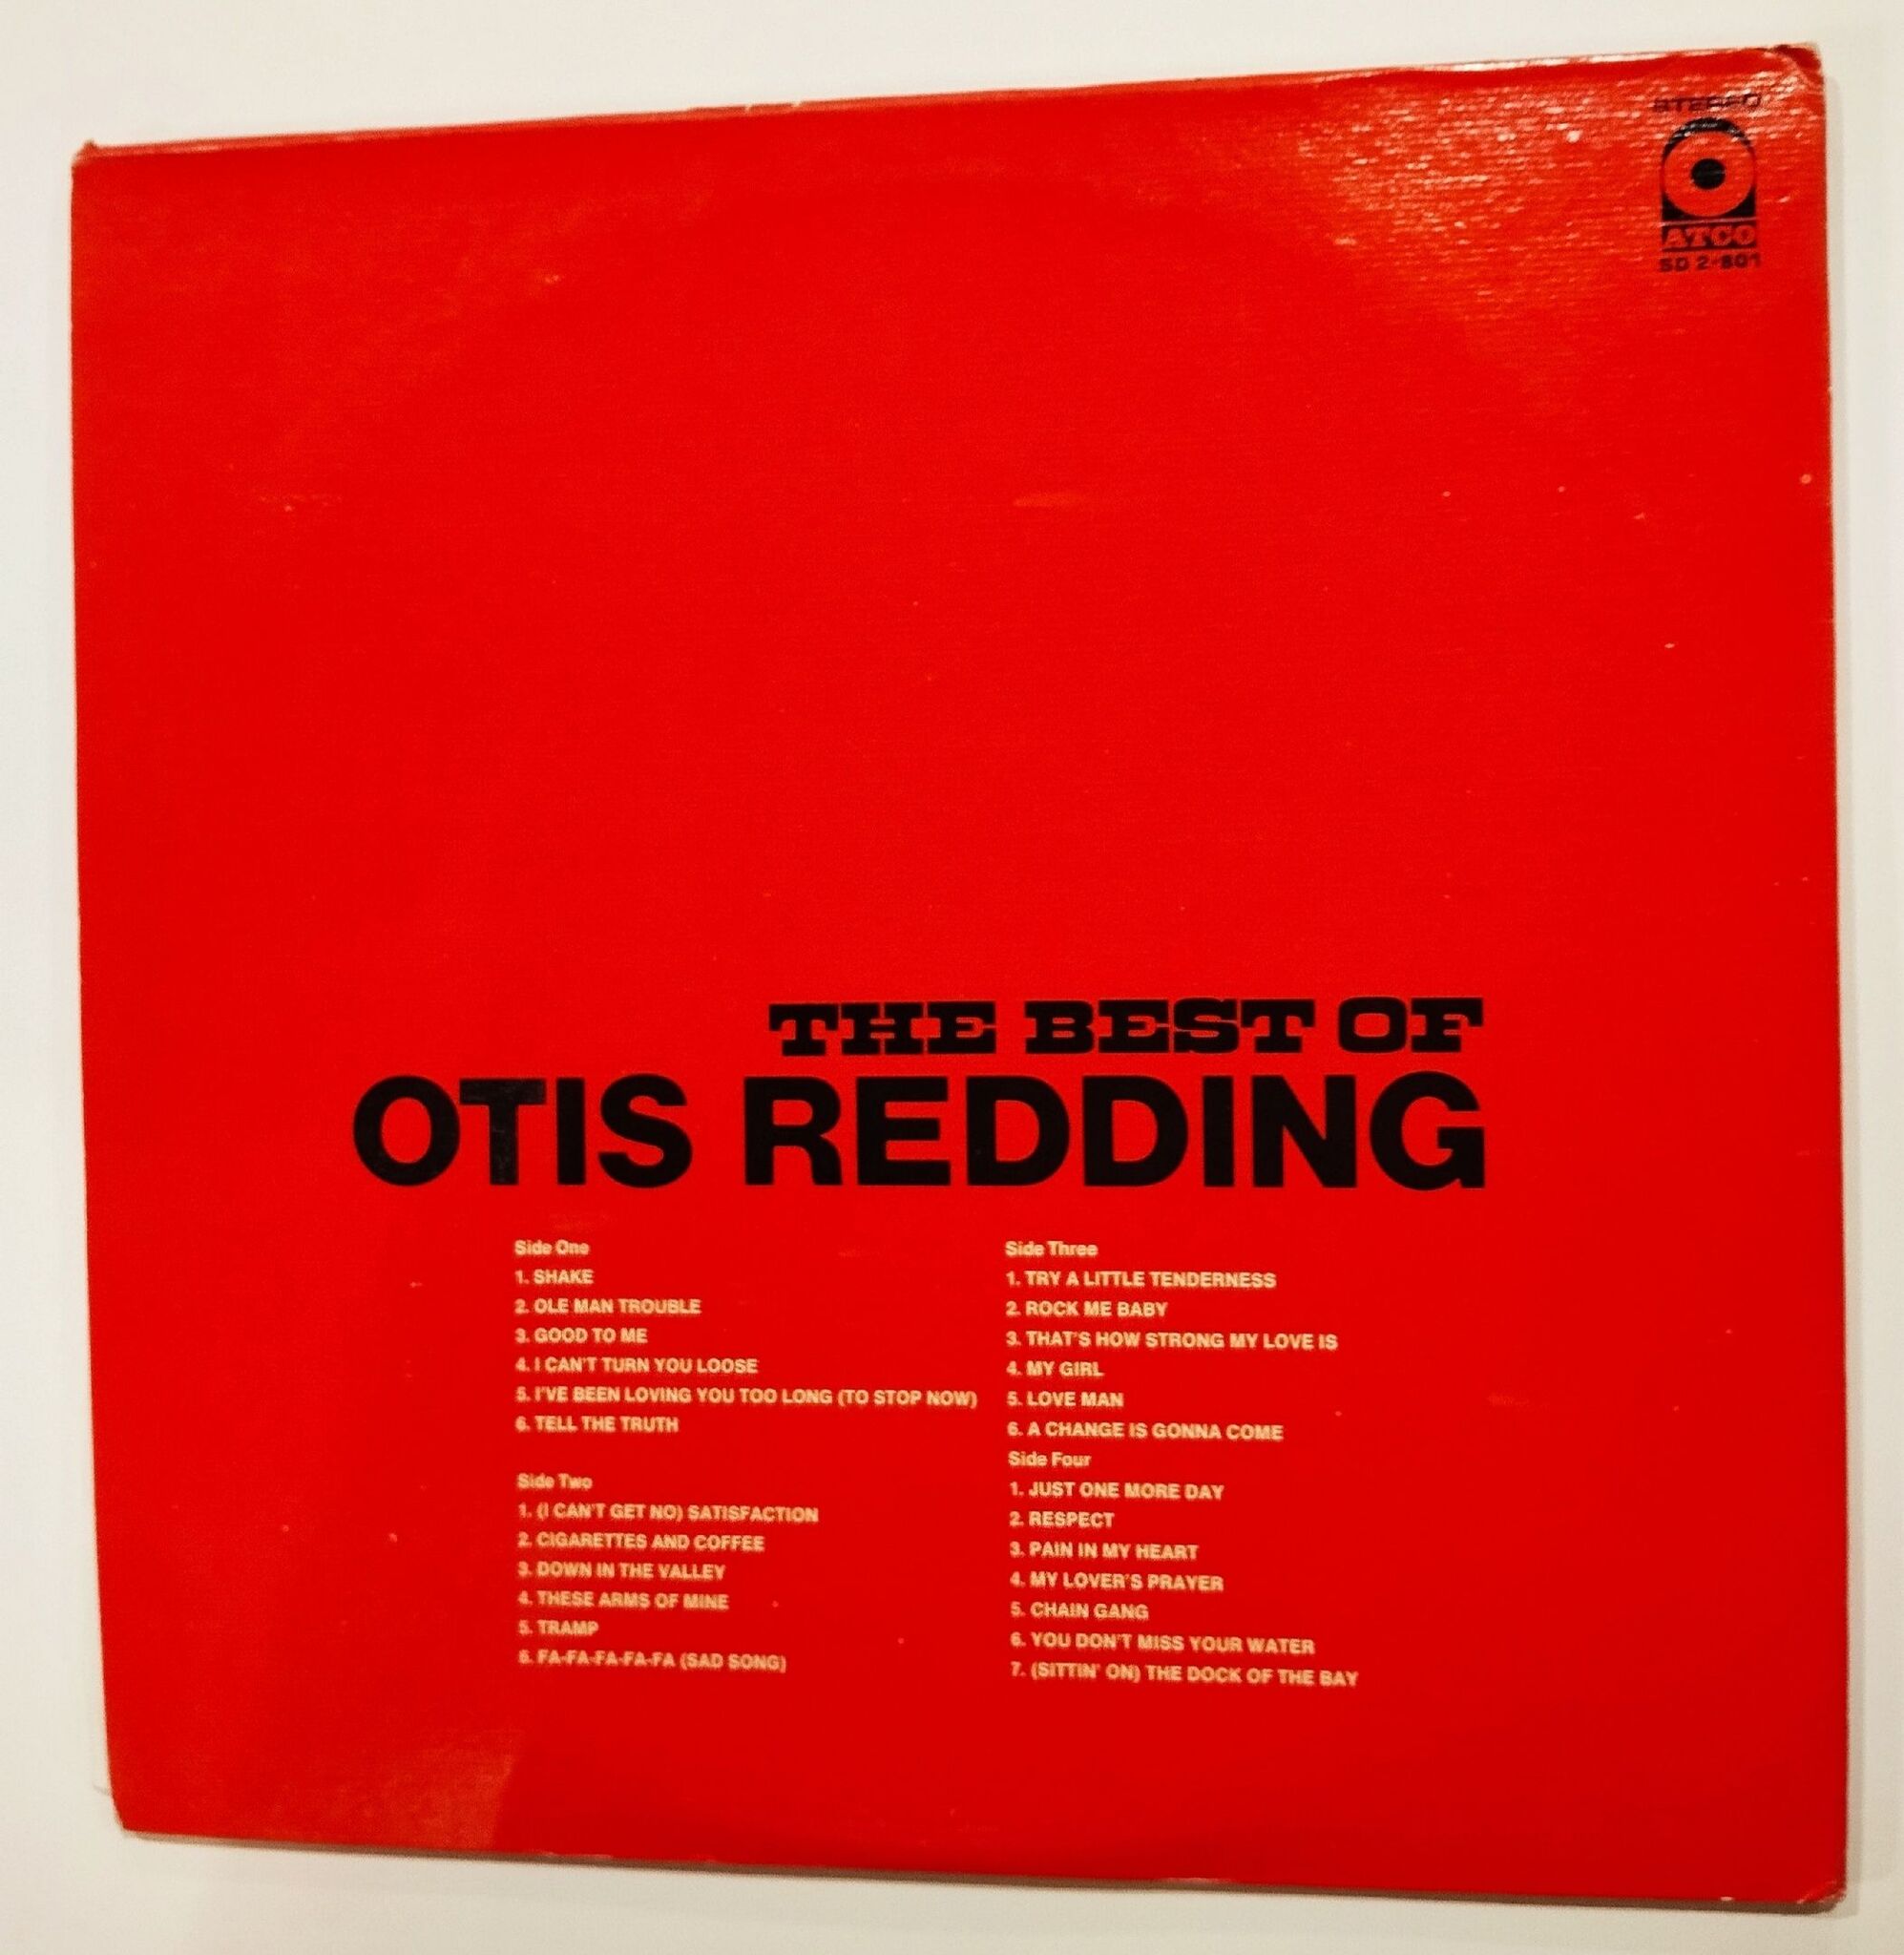 STEREO
ATCO
SD 2-801
THE BEST OF
OTIS REDDING
Side One
1. SHAKE
2. OLE MAN TROUBLE
3. GOOD TO ME
4. I CAN'T TURN YOU LOOSE
5. I'VE BEEN LOVING YOU TOO LONG (TO STOP NOW)
6. TELL THE TRUTH
Side Two
1. (I CAN'T GET NO) SATISFACTION
2. CIGARETTES AND COFFEE
3. DOWN IN THE VALLEY
4. THESE ARMS OF MINE
5. TRAMP
6. FA-FA-FA-FA-FA (SAD SONG)
Side Three
1. TRY A LITTLE TENDERNESS
2. ROCK ME BABY
3. THAT'S HOW STRONG MY LOVE IS
4. MY GIRL
5. LOVE MAN
6. A CHANGE IS GONNA COME
Side Four
1. JUST ONE MORE DAY
2. RESPECT
3. PAIN IN MY HEART
4. MY LOVER'S PRAYER
5. CHAIN GANG
6. YOU DON'T MISS YOUR WATER
7. (SITTIN' ON) THE DOCK OF THE BAY